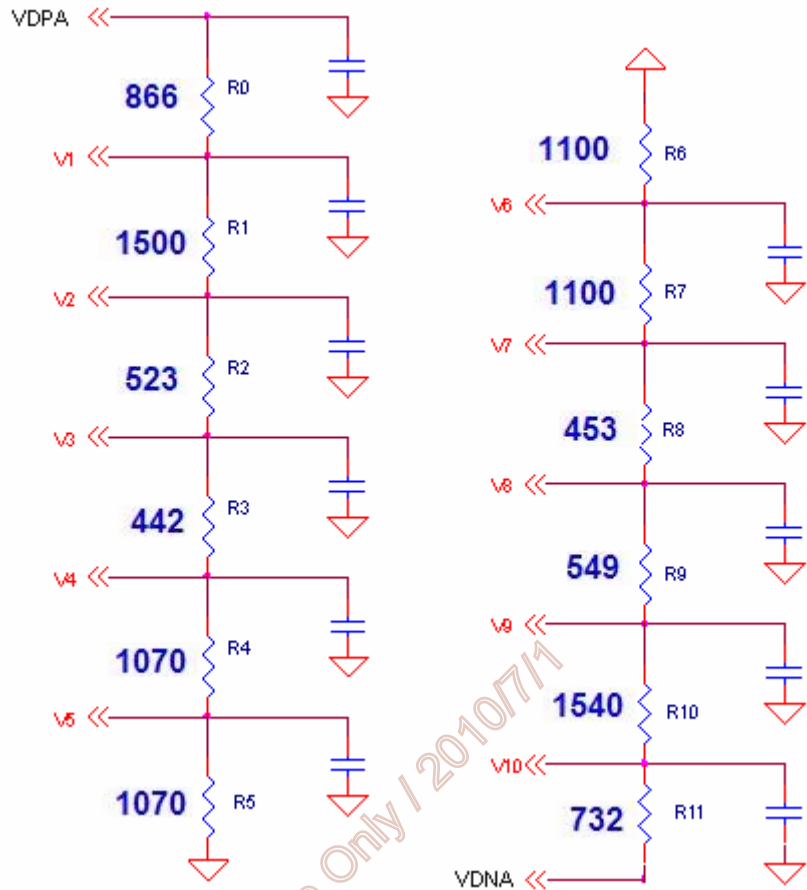 VDPA
866 R0
V1
1500 R1
V2
523 R2
V3
442 R3
V4
1070 R4
V5
1070 R5
1100 R6
V6
1100 R7
V7
453 R8
V8
549 R9
V9
1540 R10
V10
732 R11
VDNA
Only / 2010/7/1